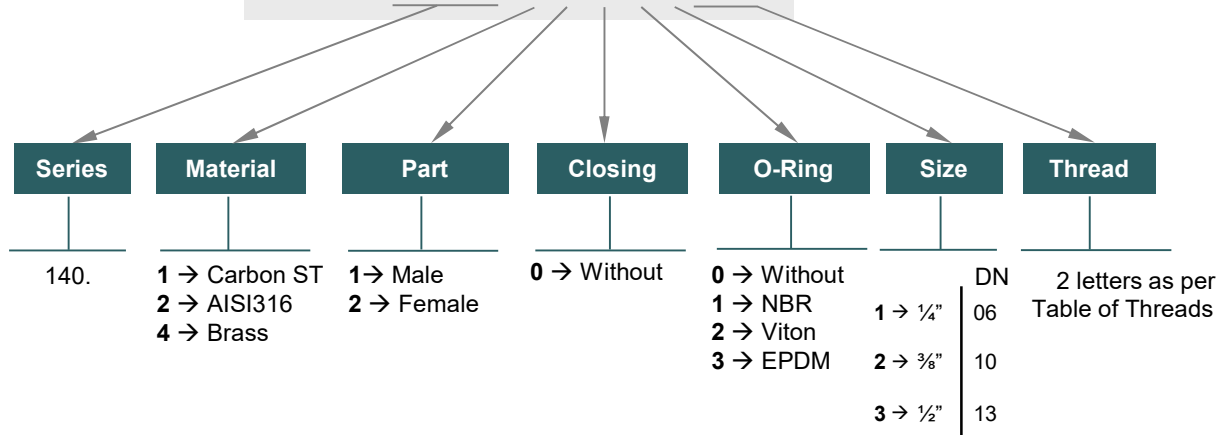 Series
Material
Part
Closing
O-Ring
Size
Thread
140.
1 → Carbon ST
2 → AISI316
4 → Brass
1→ Male
2 → Female
0 → Without
0 → Without
1 → NBR
2 → Viton
3 → EPDM
DN
1 → ¼” 06
2 → ⅜” 10
3 → ½” 13
2 letters as per
Table of Threads